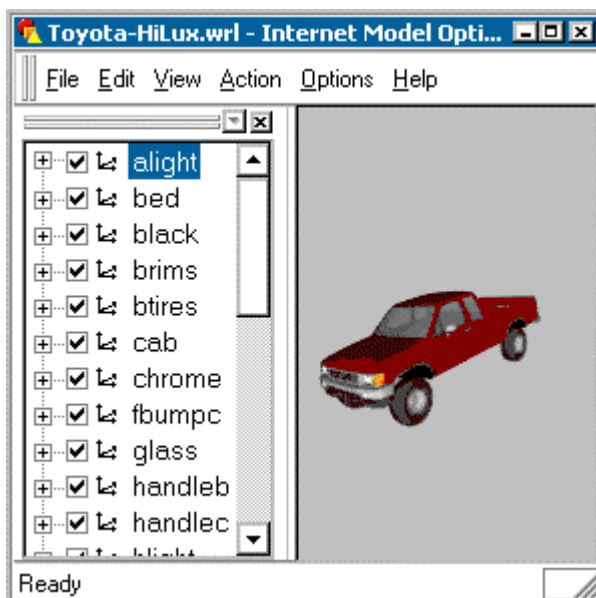 Toyota-HiLux.wrl - Internet Model Opti...
File Edit View Action Options Help
alight
bed
black
brims
btires
cab
chrome
fbumpc
glass
handleb
handlec
Ready